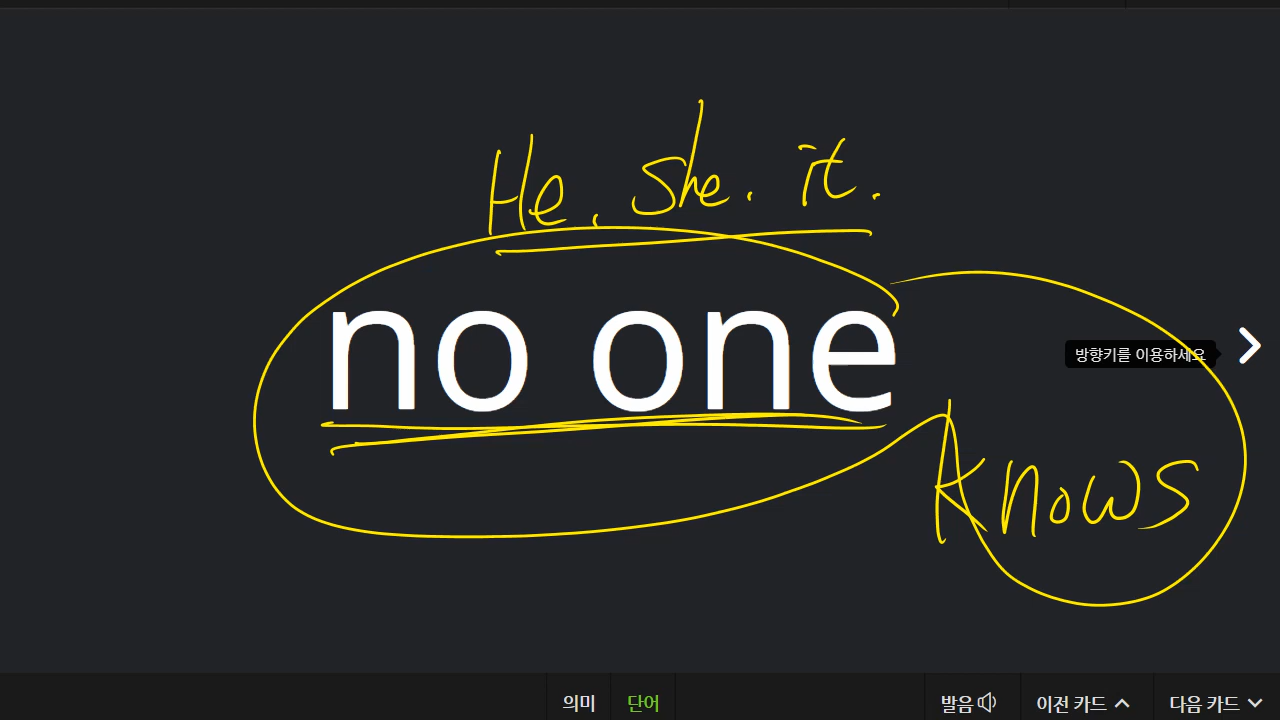 He. she. it.
no one
방향키를 이용하세요
knows
의미 단어 발음 이전 카드 다음 카드